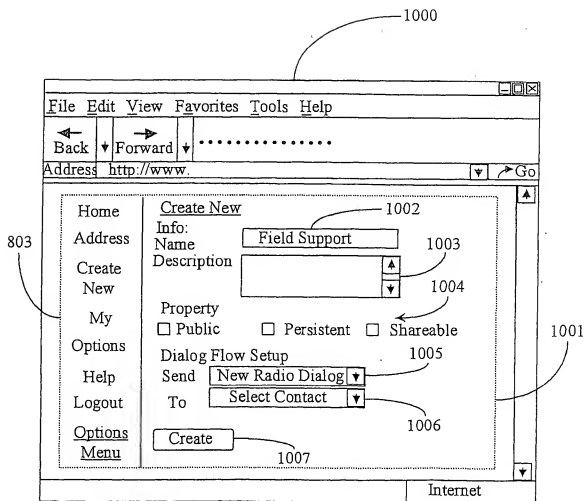 1000
File Edit View Favorites Tools Help
Back Forward ...............
Address http://www. Go
Home
Address
Create
New
My
Options
Help
Logout
Options
Menu
803
Create New
1002
Info:
Name Field Support
Description
1003
1004
Property
Public Persistent Shareable
1001
Dialog Flow Setup
1005
Send New Radio Dialog
To Select Contact
1006
Create
1007
Internet